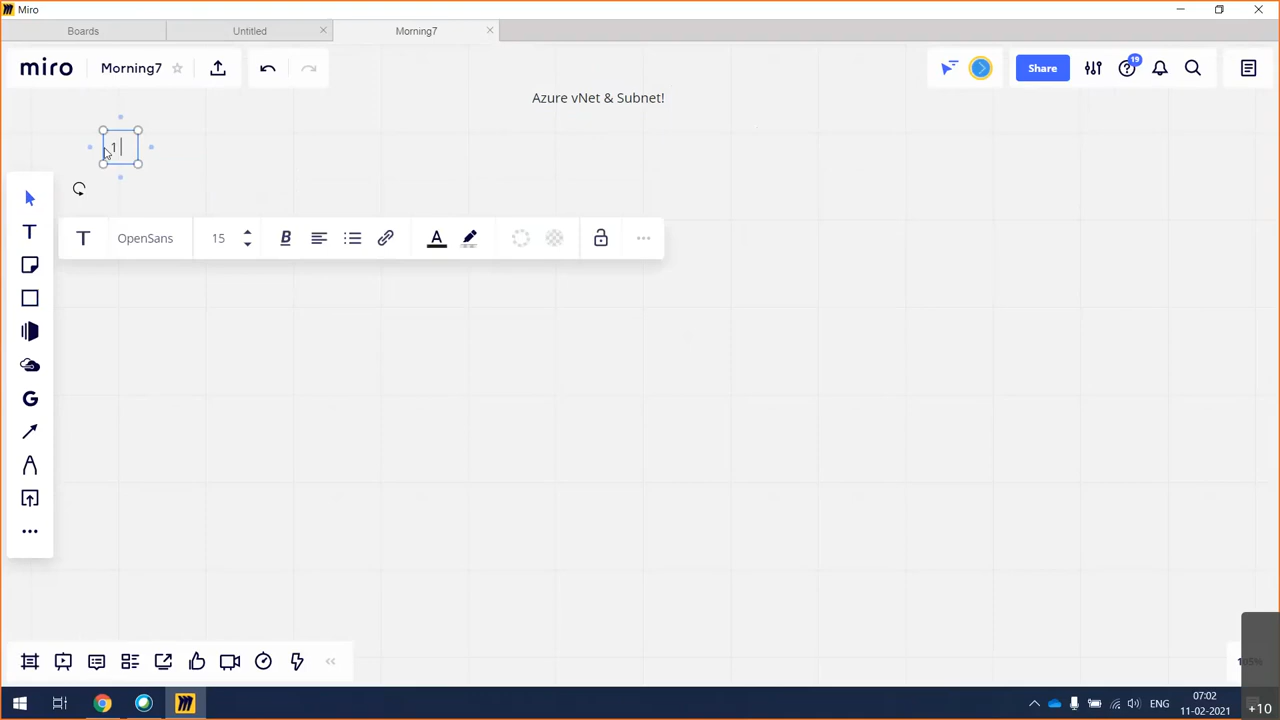 Miro
Boards
Untitled
Morning7
miro
Morning7
19
Share
Azure vNet & Subnet!
1
T
T
OpenSans
15
B
A
G
ENG
07:02
11-02-2021
+10